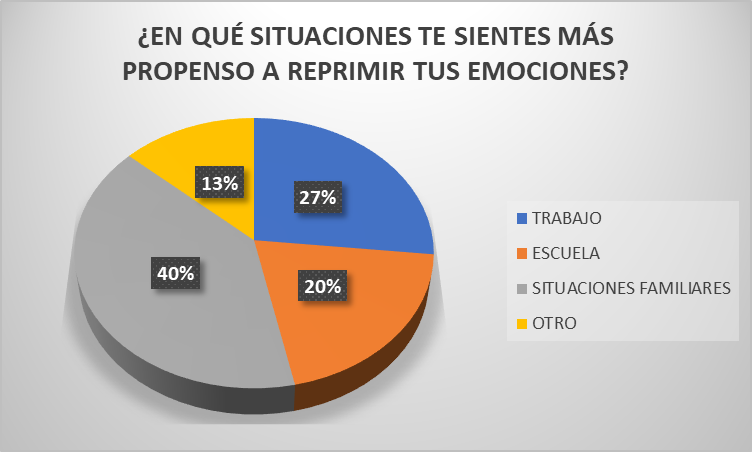 ¿EN QUÉ SITUACIONES TE SIENTES MÁS
PROPENSO A REPRIMIR TUS EMOCIONES?
13%
27%
40%
20%
TRABAJO
ESCUELA
SITUACIONES FAMILIARES
OTRO